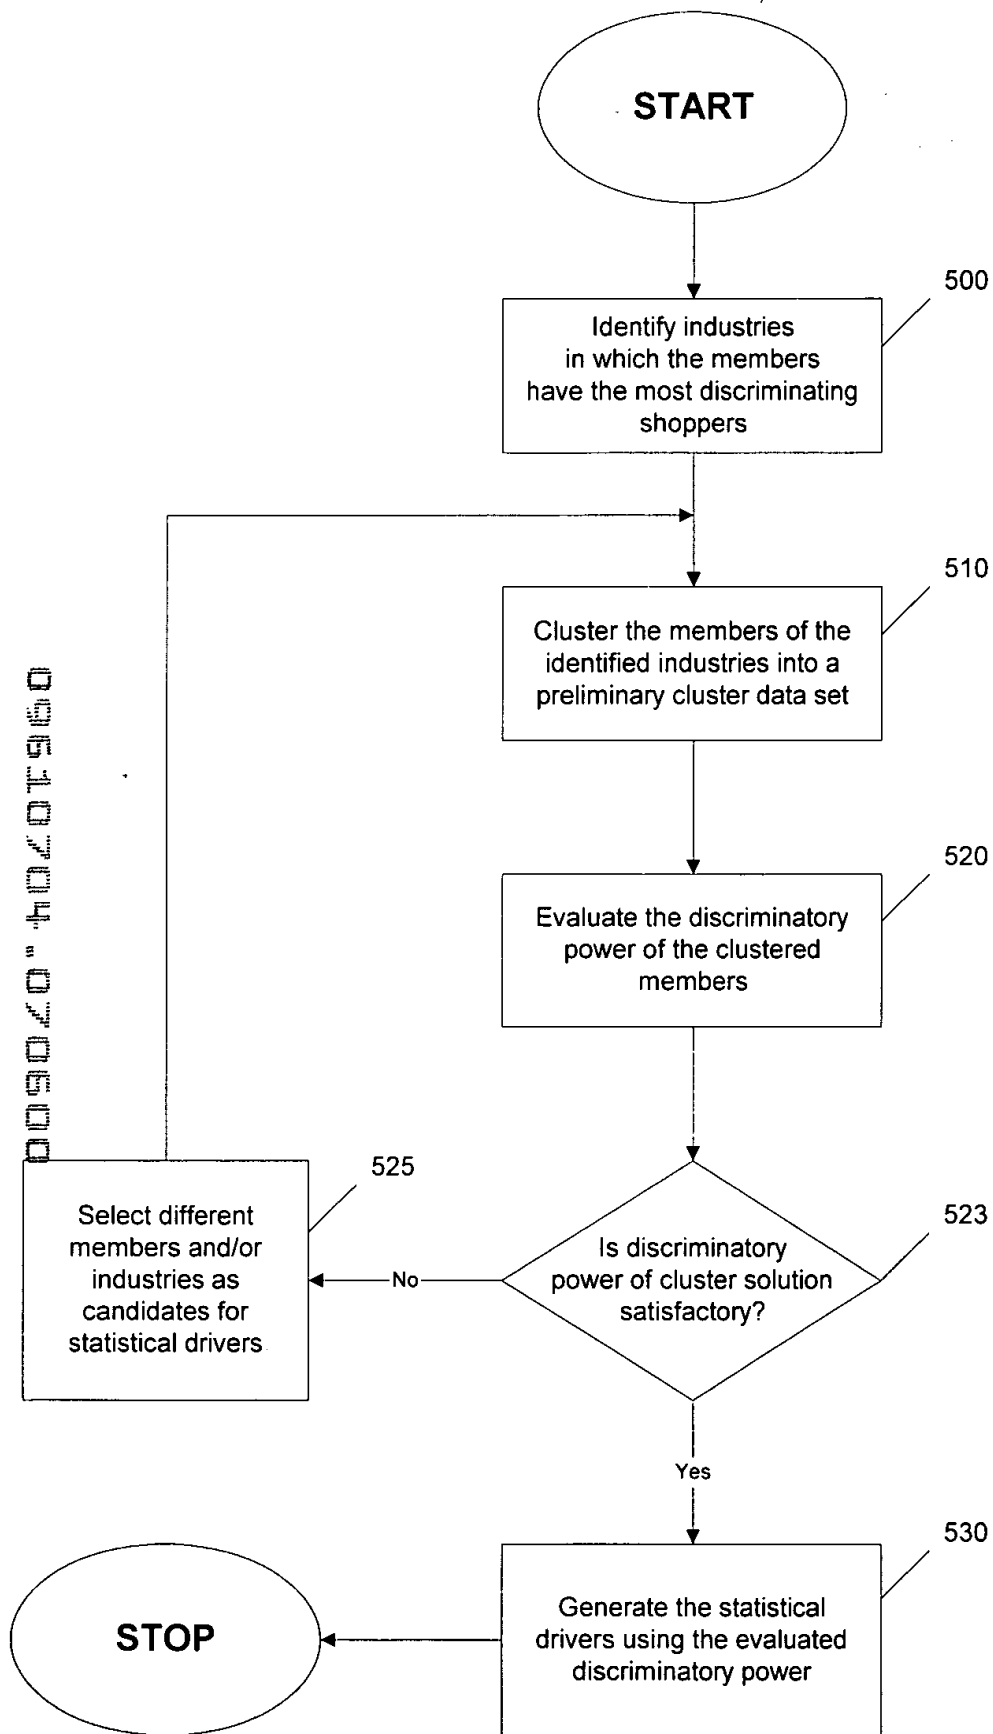 START
500
Identify industries
in which the members
have the most discriminating
shoppers
510
Cluster the members of the
identified industries into a
preliminary cluster data set
520
Evaluate the discriminatory
power of the clustered
members
523
Is discriminatory
power of cluster solution
satisfactory?
No
525
Select different
members and/or
industries as
candidates for
statistical drivers
Yes
530
Generate the statistical
drivers using the evaluated
discriminatory power
STOP
09610704.070600